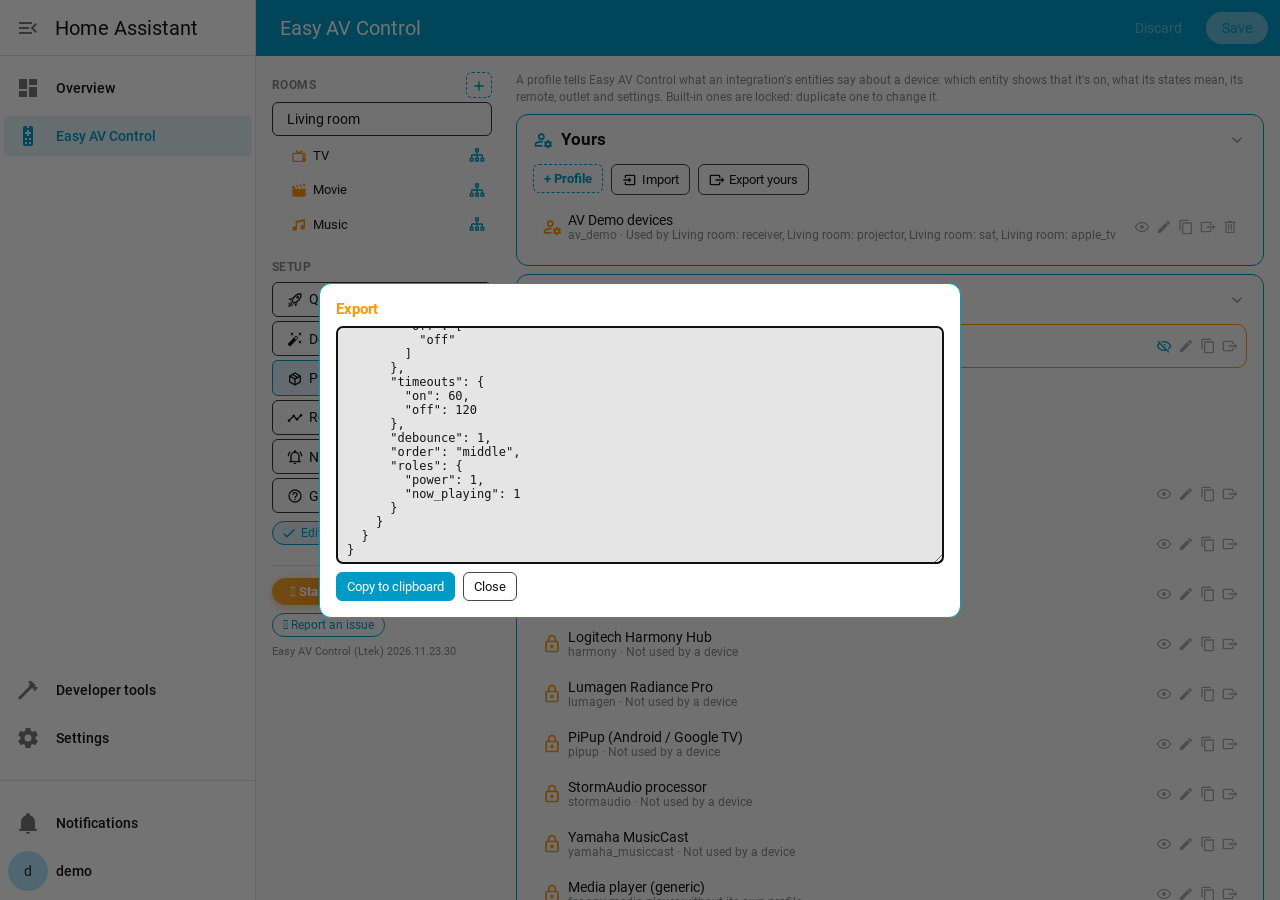 Home Assistant
Easy AV Control
Discard
Save
Overview
Easy AV Control
Developer tools
Settings
Notifications
d
demo
ROOMS
+
Living room
TV
Movie
Music
SETUP
Easy AV Control (Ltek) 2026.11.23.30
Report an issue
A profile tells Easy AV Control what an integration's entities say about a device: which entity shows that it's on, what its states mean, its
remote, outlet and settings. Built-in ones are locked: duplicate one to change it.
Yours
+ Profile
Import
Export yours
AV Demo devices
av_demo · Used by Living room: receiver, Living room: projector, Living room: sat, Living room: apple_tv
Export
"off"
]
},
"timeouts": {
"on": 60,
"off": 120
},
"debounce": 1,
"order": "middle",
"roles": {
"power": 1,
"now_playing": 1
}
}
}
}
Copy to clipboard
Close
Logitech Harmony Hub
harmony · Not used by a device
Lumagen Radiance Pro
lumagen · Not used by a device
PiPup (Android / Google TV)
pipup · Not used by a device
StormAudio processor
stormaudio · Not used by a device
Yamaha MusicCast
yamaha_musiccast · Not used by a device
Media player (generic)